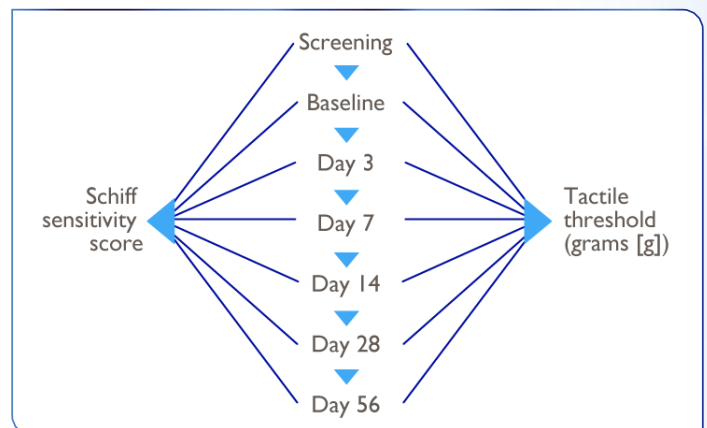 Screening
Baseline
Day 3
Day 7
Day 14
Day 28
Day 56
Schiff
sensitivity
score
Tactile
threshold
(grams [g])